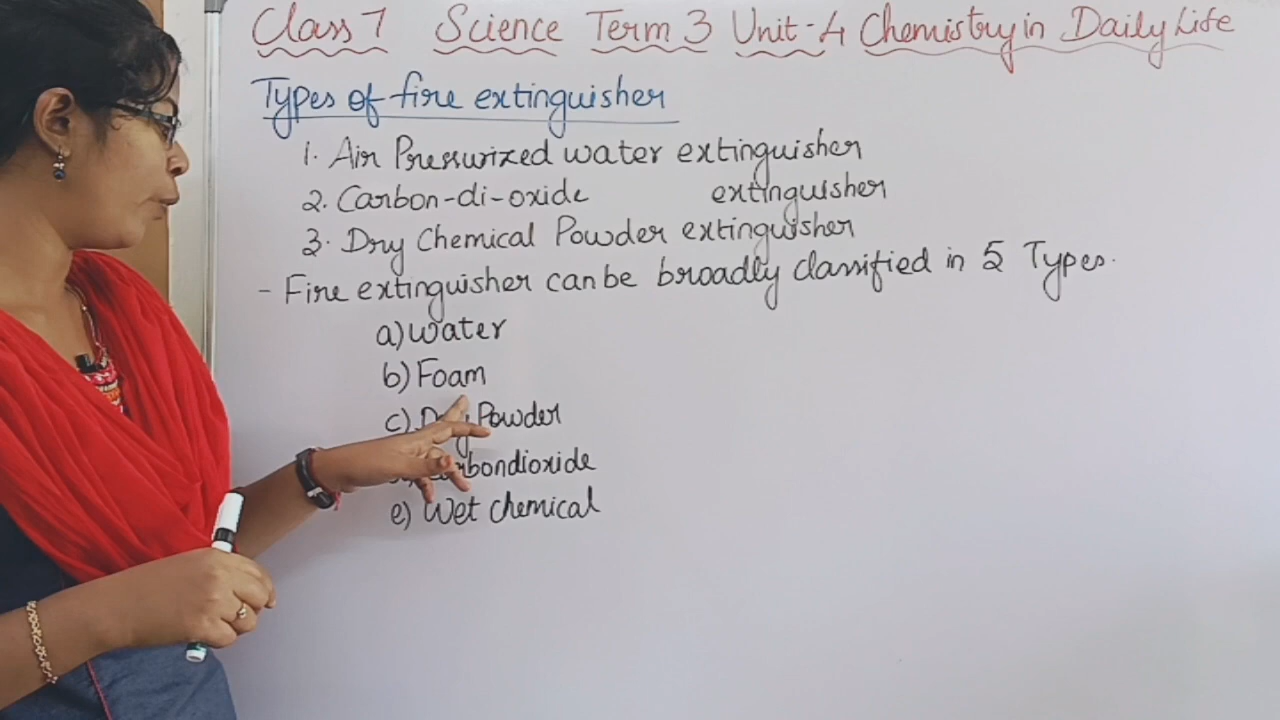 Class 7 Science Term 3 Unit-4 Chemistry in Daily Life
Types of fire extinguisher
1. Air Pressurized water extinguisher
2. Carbon-di-oxide extinguisher
3. Dry Chemical Powder extinguisher
- Fire extinguisher can be broadly classified in 5 Types.
a) Water
b) Foam
c) Dry Powder
Carbondioxide
e) Wet chemical